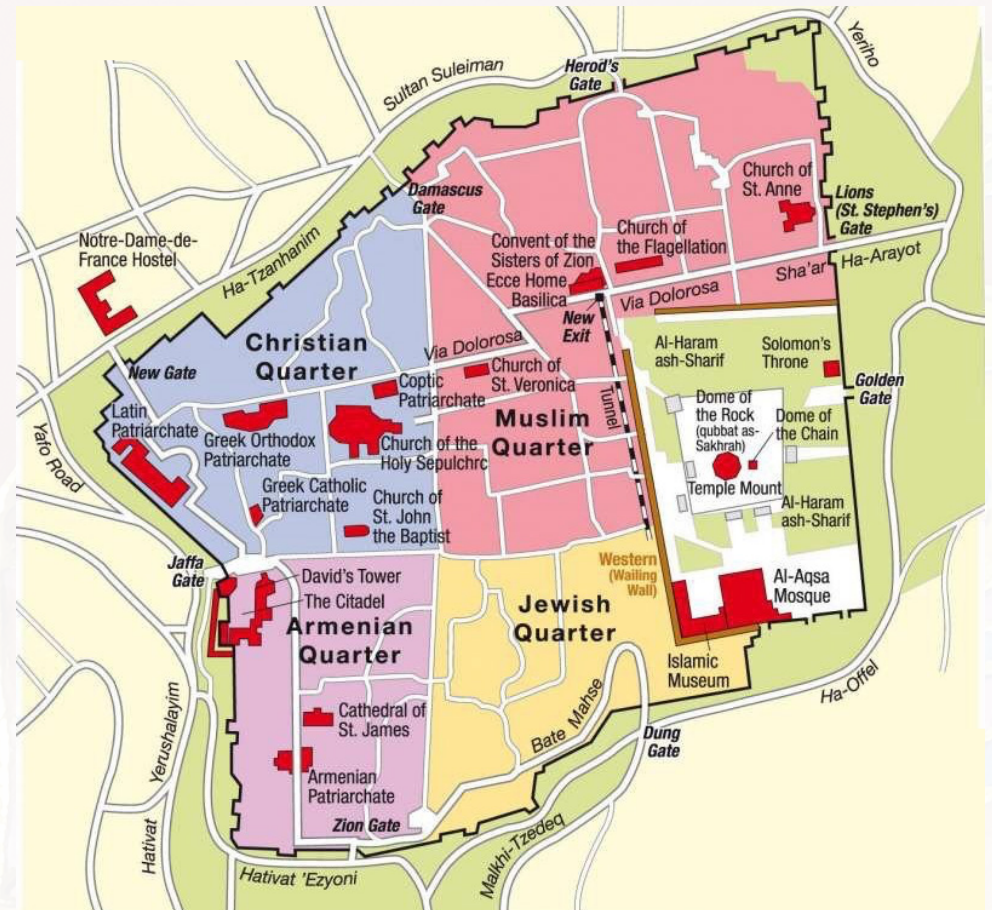 Sultan Suleiman
Herod's
Gate
Yeriho
Damascus
Gate
Church of
St. Anne
Lions
(St. Stephen's)
Gate
Notre-Dame-de-
France Hostel
Ha-Tzanhanim
Convent of the
Sisters of Zion
Ecce Home
Basilica
Church of
the Flagellation
Sha'ar
Ha-Arayot
Via Dolorosa
New
Exit
Christian
Quarter
Via Dolorosa
Al-Haram
ash-Sharif
Solomon's
Throne
New Gate
Coptic
Patriarchate
Church of
St. Veronica
Golden
Gate
Latin
Patriarchate
Greek Orthodox
Patriarchate
Church of the
Holy Sepulchrc
Muslim
Quarter
Tunnel
Dome of
the Rock
(qubbat as-
Sakhrah)
Dome of
the Chain
Temple Mount
Yafo Road
Greek Catholic
Patriarchate
Church of
St. John
the Baptist
Al-Haram
ash-Sharif
Jaffa
Gate
David's Tower
The Citadel
Western
(Wailing
Wall)
Al-Aqsa
Mosque
Armenian
Quarter
Jewish
Quarter
Islamic
Museum
Ha-Offel
Cathedral of
St. James
Bate Mahse
Dung
Gate
Hativat Yerushalayim
Armenian
Patriarchate
Zion Gate
Hativat 'Ezyoni
Malkhi-Tzedeq